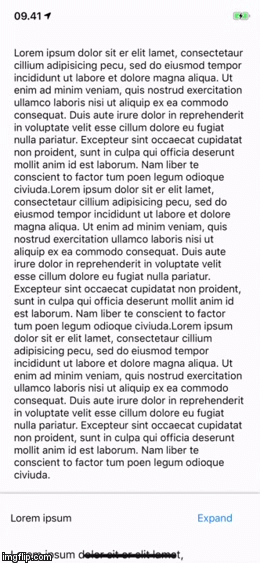 09.41
Lorem ipsum dolor sit er elit lamet, consectetaur
cillium adipisicing pecu, sed do eiusmod tempor
incididunt ut labore et dolore magna aliqua. Ut
enim ad minim veniam, quis nostrud exercitation
ullamco laboris nisi ut aliquip ex ea commodo
consequat. Duis aute irure dolor in reprehenderit
in voluptate velit esse cillum dolore eu fugiat
nulla pariatur. Excepteur sint occaecat cupidatat
non proident, sunt in culpa qui officia deserunt
mollit anim id est laborum. Nam liber te
conscient to factor tum poen legum odioque
civiuda.Lorem ipsum dolor sit er elit lamet,
consectetaur cillium adipisicing pecu, sed do
eiusmod tempor incididunt ut labore et dolore
magna aliqua. Ut enim ad minim veniam, quis
nostrud exercitation ullamco laboris nisi ut
aliquip ex ea commodo consequat. Duis aute
irure dolor in reprehenderit in voluptate velit
esse cillum dolore eu fugiat nulla pariatur.
Excepteur sint occaecat cupidatat non proident,
sunt in culpa qui officia deserunt mollit anim id
est laborum. Nam liber te conscient to factor
tum poen legum odioque civiuda.Lorem ipsum
dolor sit er elit lamet, consectetaur cillium
adipisicing pecu, sed do eiusmod tempor
incididunt ut labore et dolore magna aliqua. Ut
enim ad minim veniam, quis nostrud exercitation
ullamco laboris nisi ut aliquip ex ea commodo
consequat. Duis aute irure dolor in reprehenderit
in voluptate velit esse cillum dolore eu fugiat
nulla pariatur. Excepteur sint occaecat cupidatat
non proident, sunt in culpa qui officia deserunt
mollit anim id est laborum. Nam liber te
conscient to factor tum poen legum odioque
civiuda.
Lorem ipsum Expand
ipsum dolor sit er elit lamet,
imgflip.com